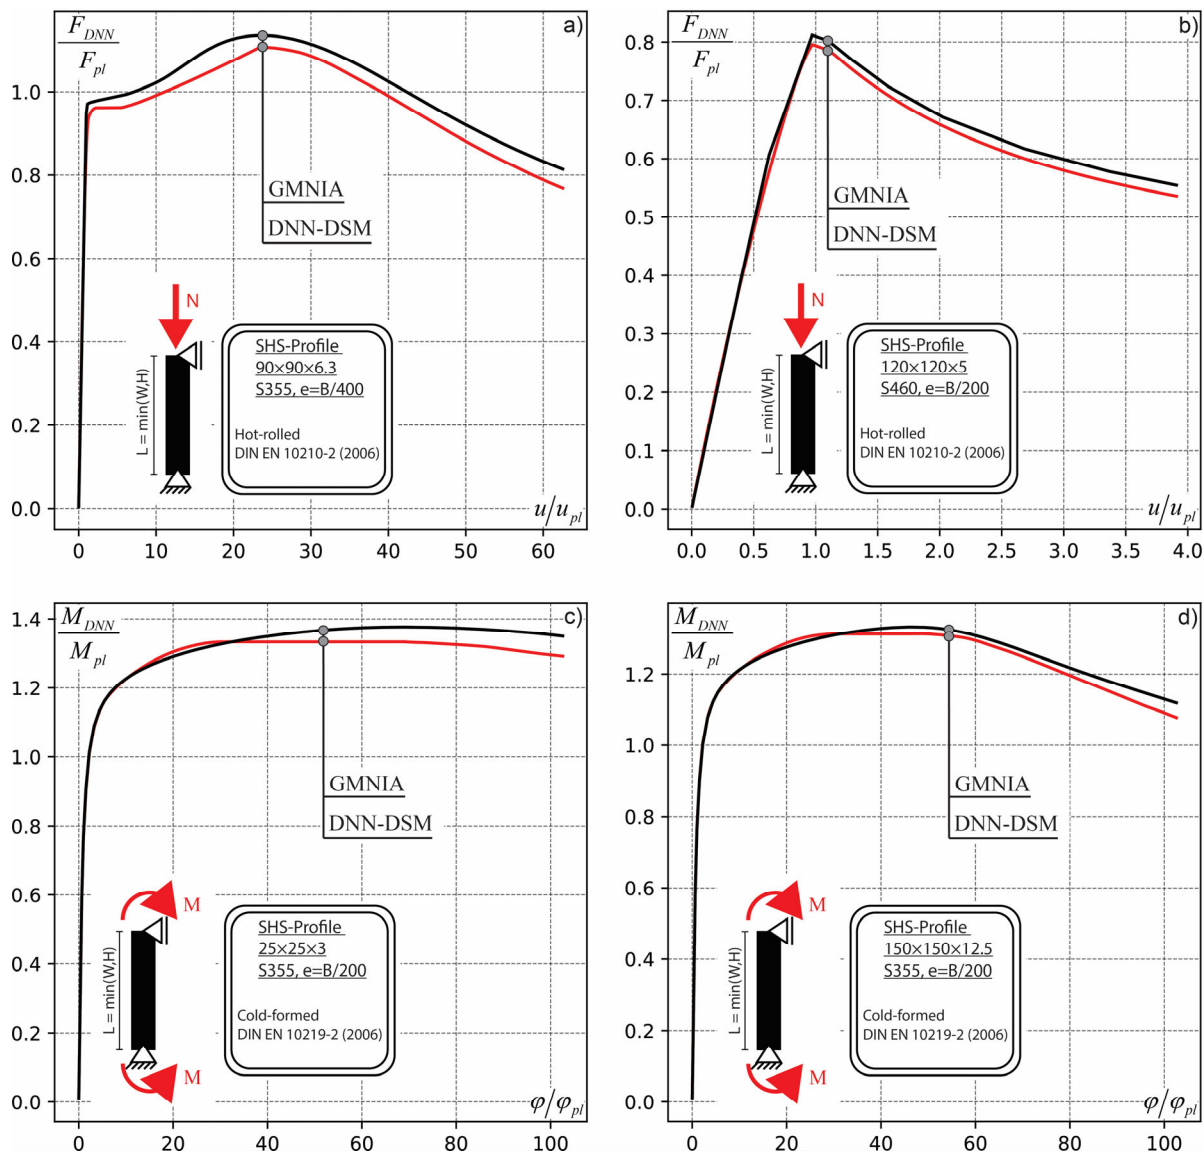 F_DNN
F_pl
a)
1.0
0.8
0.6
0.4
0.2
0.0
GMNIA
DNN-DSM
N
L = min(W,H)
SHS-Profile
90×90×6.3
S355, e=B/400
Hot-rolled
DIN EN 10210-2 (2006)
u/u_pl
0 10 20 30 40 50 60
F_DNN
F_pl
b)
0.8
0.7
0.6
0.5
0.4
0.3
0.2
0.1
0.0
GMNIA
DNN-DSM
N
L = min(W,H)
SHS-Profile
120×120×5
S460, e=B/200
Hot-rolled
DIN EN 10210-2 (2006)
u/u_pl
0.0 0.5 1.0 1.5 2.0 2.5 3.0 3.5 4.0
M_DNN
M_pl
c)
1.4
1.2
1.0
0.8
0.6
0.4
0.2
0.0
GMNIA
DNN-DSM
M
L = min(W,H)
M
SHS-Profile
25×25×3
S355, e=B/200
Cold-formed
DIN EN 10219-2 (2006)
φ/φ_pl
0 20 40 60 80 100
M_DNN
M_pl
d)
1.2
1.0
0.8
0.6
0.4
0.2
0.0
GMNIA
DNN-DSM
M
L = min(W,H)
M
SHS-Profile
150×150×12.5
S355, e=B/200
Cold-formed
DIN EN 10219-2 (2006)
φ/φ_pl
0 20 40 60 80 100